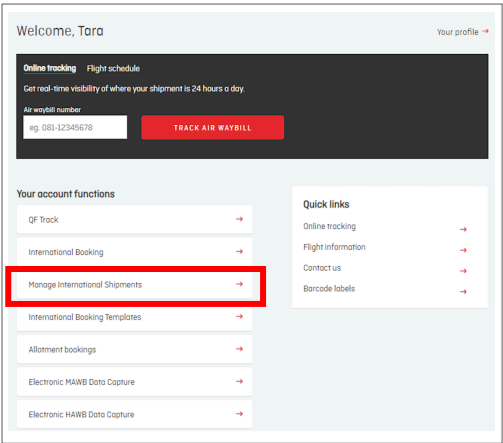 Welcome, Tara
Your profile →
Online tracking Flight schedule
Get real-time visibility of where your shipment is 24 hours a day.
Air waybill number
eg. 081-12345678
TRACK AIR WAYBILL
Your account functions
QF Track →
International Booking →
Manage International Shipments →
International Booking Templates →
Allotment bookings →
Electronic MAWB Data Capture →
Electronic HAWB Data Capture →
Quick links
Online tracking →
Flight information →
Contact us →
Barcode labels →